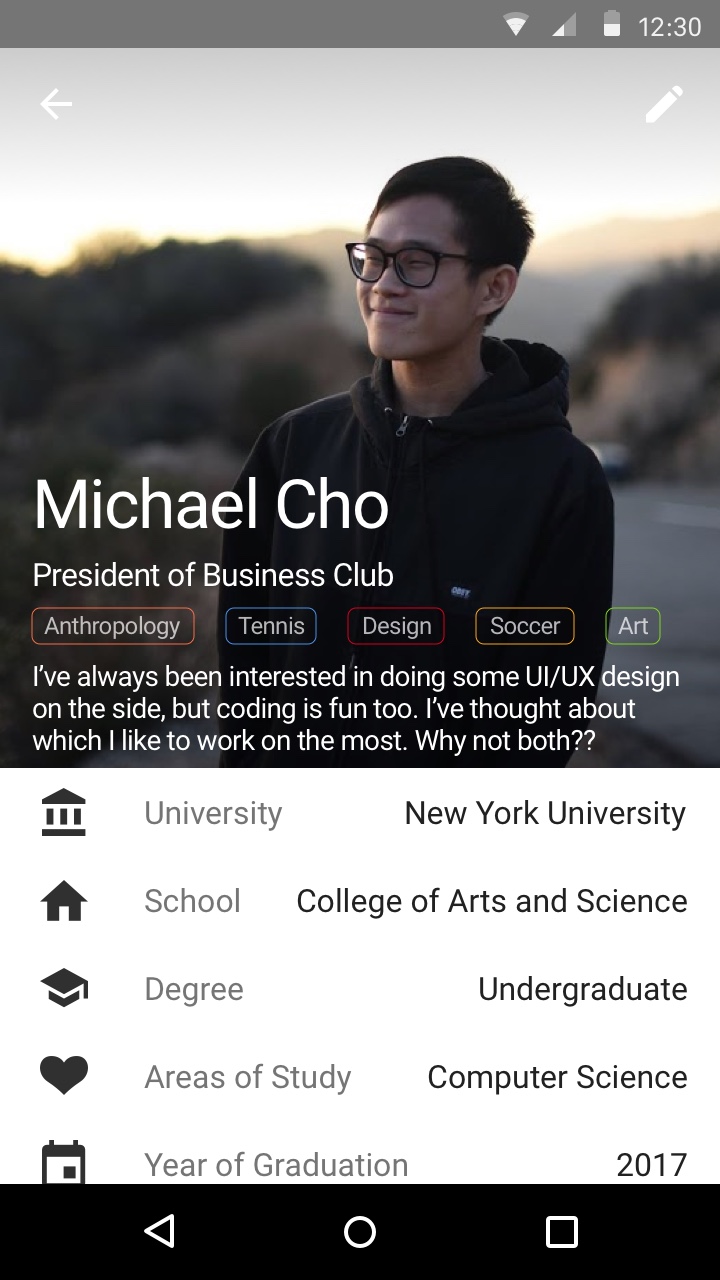 12:30
Michael Cho
President of Business Club
Anthropology Tennis Design Soccer Art
I’ve always been interested in doing some UI/UX design
on the side, but coding is fun too. I’ve thought about
which I like to work on the most. Why not both??
University New York University
School College of Arts and Science
Degree Undergraduate
Areas of Study Computer Science
Year of Graduation 2017